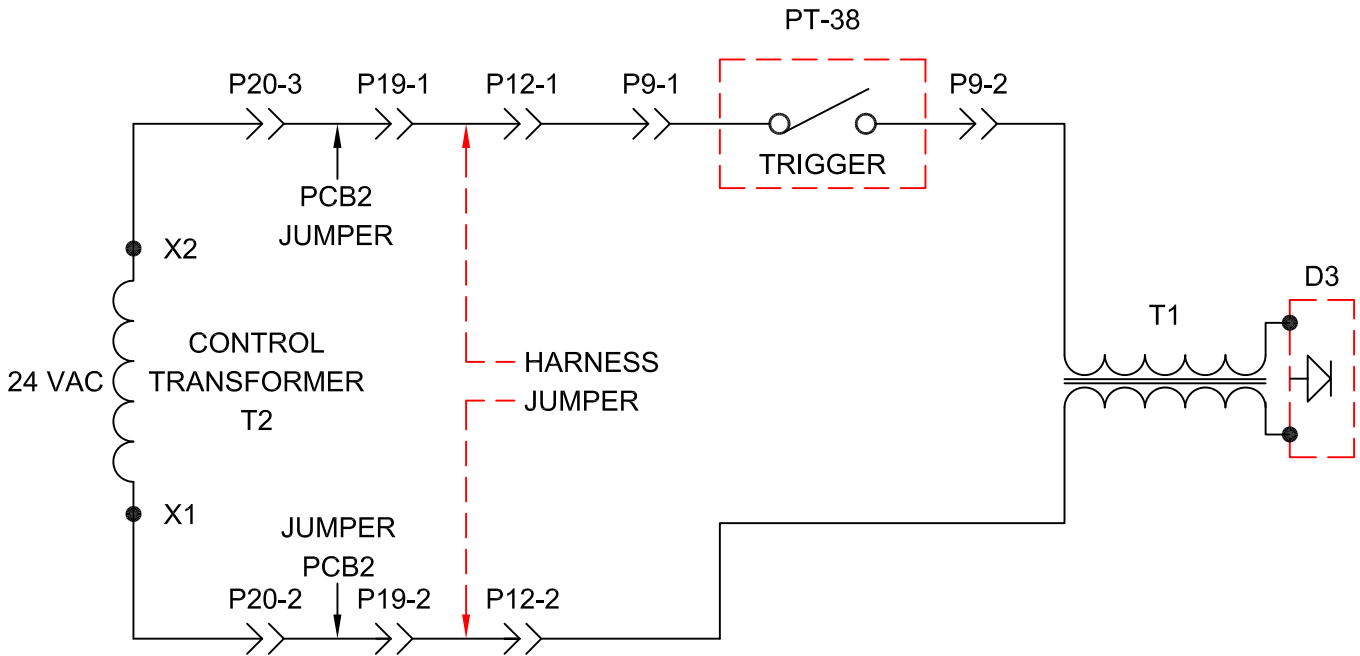 PT-38
P20-3
P19-1
P12-1
P9-1
P9-2
TRIGGER
PCB2
JUMPER
X2
D3
T1
CONTROL
TRANSFORMER
T2
24 VAC
HARNESS
JUMPER
X1
JUMPER
PCB2
P20-2
P19-2
P12-2